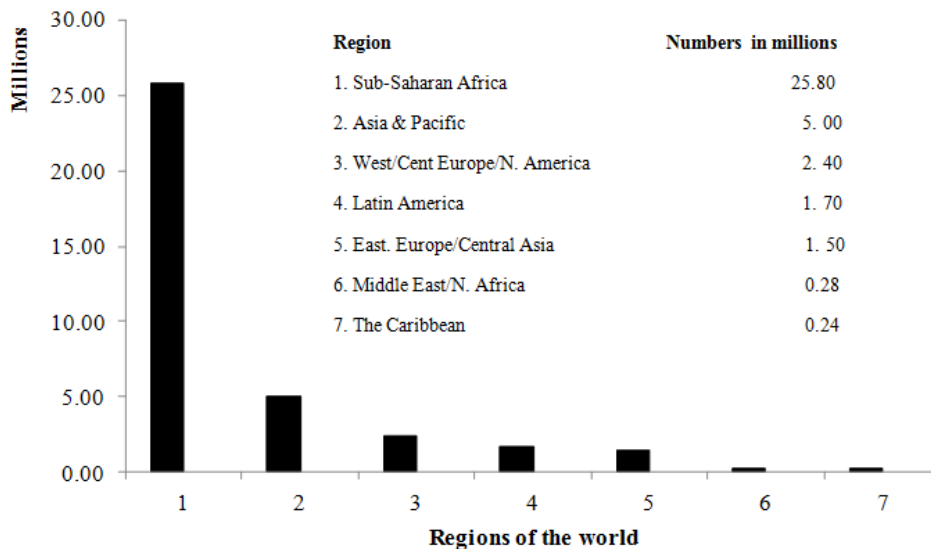 Millions
30.00
25.00
20.00
15.00
10.00
5.00
0.00
Region Numbers in millions
1. Sub-Saharan Africa 25.80
2. Asia & Pacific 5. 00
3. West/Cent Europe/N. America 2. 40
4. Latin America 1. 70
5. East. Europe/Central Asia 1. 50
6. Middle East/N. Africa 0.28
7. The Caribbean 0.24
1 2 3 4 5 6 7
Regions of the world